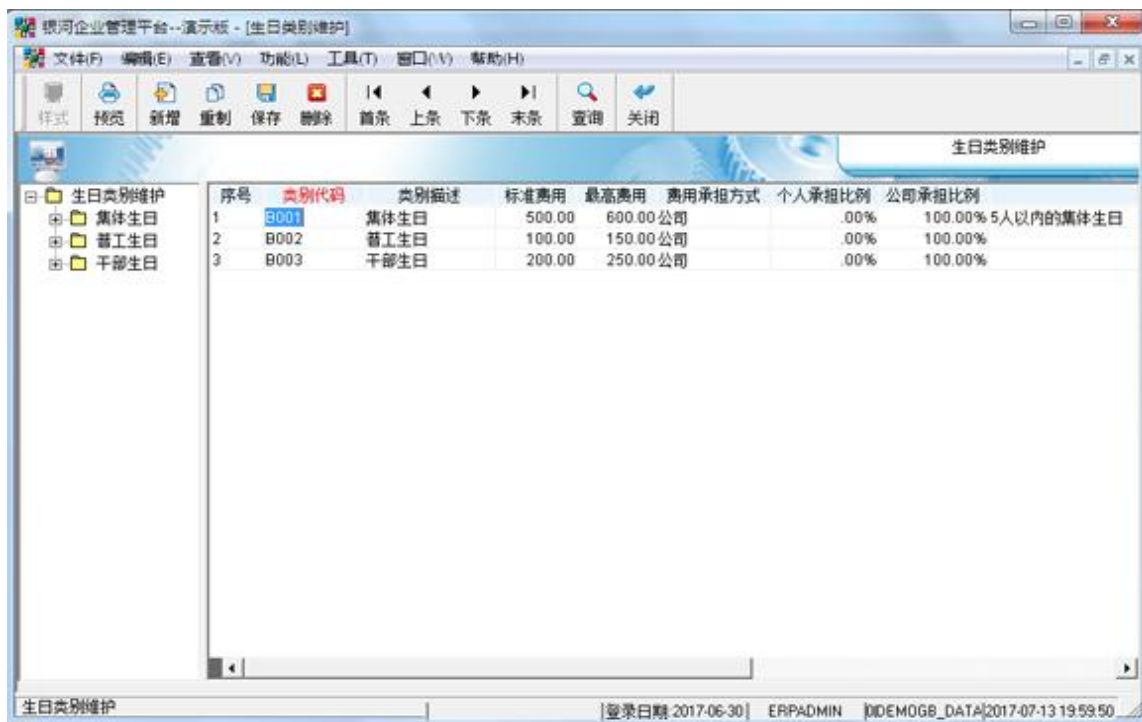 银河企业管理平台--演示版 - [生日类别维护]
文件(F) 编辑(E) 查看(V) 功能(L) 工具(T) 窗口(W) 帮助(H)
样式 预览 新增 重制 保存 删除 首条 上条 下条 末条 查询 关闭
生日类别维护
生日类别维护
集体生日
普工生日
干部生日
序号 类别代码 类别描述 标准费用 最高费用 费用承担方式 个人承担比例 公司承担比例
1 B001 集体生日 500.00 600.00 公司 .00% 100.00% 5人以内的集体生日
2 B002 普工生日 100.00 150.00 公司 .00% 100.00%
3 B003 干部生日 200.00 250.00 公司 .00% 100.00%
生日类别维护 登录日期:2017-06-30 ERPADMIN DEMOGB_DATA 2017-07-13 19:59:50